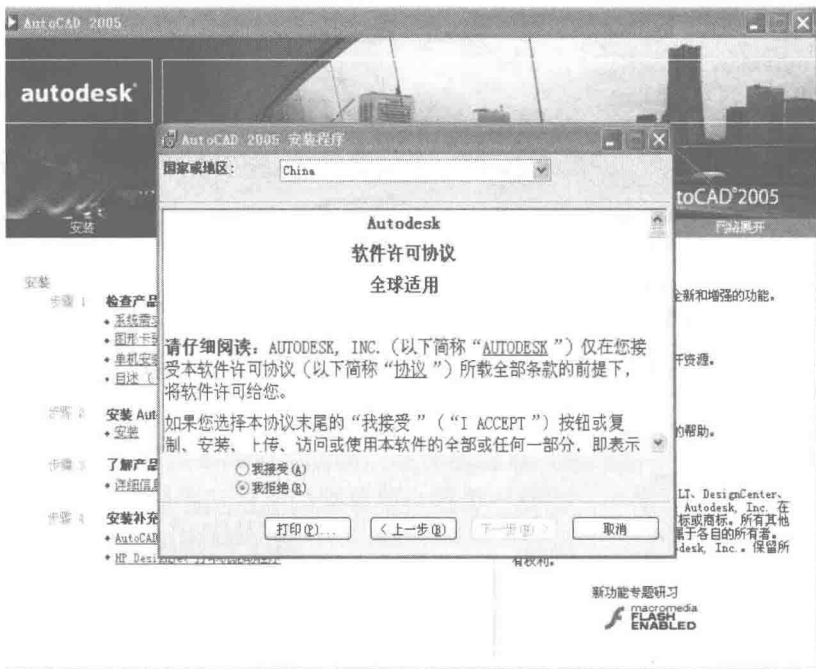 AutoCAD 2005
autodesk
AutoCAD 2005 安装程序
国家或地区： China
toCAD 2005
安装
网络展开
Autodesk
软件许可协议
全球适用
请仔细阅读：AUTODESK, INC.（以下简称“AUTODESK”）仅在您接
受本软件许可协议（以下简称“协议”）所载全部条款的前提下，
将软件许可给您。
如果您选择本协议末尾的“我接受”（“I ACCEPT”）按钮或复
制、安装、上传、访问或使用本软件的全部或任何一部分，即表示
我接受(A)
我拒绝(R)
打印(P)...
< 上一步(B)
下一步(N) >
取消
安装
步骤 1 检查产品
系统需求
图形卡
单机安装
自述（
步骤 2 安装 Aut
安装
步骤 3 了解产品
详细信息
步骤 4 安装补充
AutoCAD
HP Des
全新和增强的功能。
开资源。
的帮助。
LT、DesignCenter、
Autodesk, Inc. 在
标或商标。所有其他
属于各自的所有者。
desk, Inc.。保留所
有权利。
新功能专题研习
macromedia
FLASH
ENABLED